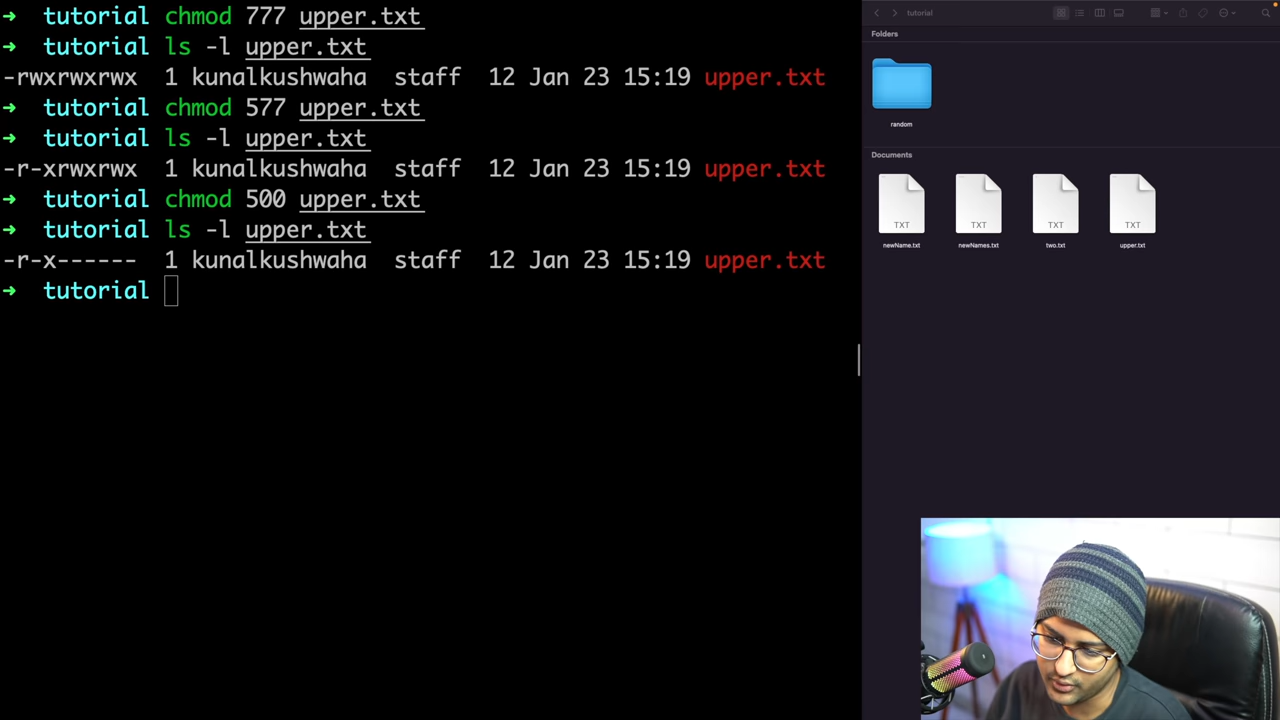 → tutorial chmod 777 upper.txt
→ tutorial ls -l upper.txt
-rwxrwxrwx 1 kunalkushwaha staff 12 Jan 23 15:19 upper.txt
→ tutorial chmod 577 upper.txt
→ tutorial ls -l upper.txt
-r-xrwxrwx 1 kunalkushwaha staff 12 Jan 23 15:19 upper.txt
→ tutorial chmod 500 upper.txt
→ tutorial ls -l upper.txt
-r-x------ 1 kunalkushwaha staff 12 Jan 23 15:19 upper.txt
→ tutorial
tutorial
Folders
random
Documents
TXT TXT TXT TXT
newName.txt newNames.txt two.txt upper.txt